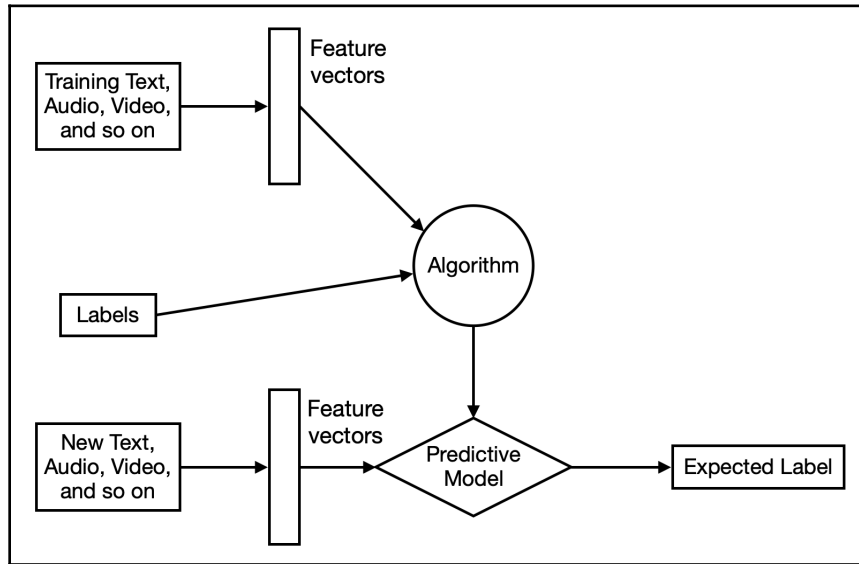 Training Text,
Audio, Video,
and so on
Feature
vectors
Algorithm
Labels
New Text,
Audio, Video,
and so on
Feature
vectors
Predictive
Model
Expected Label